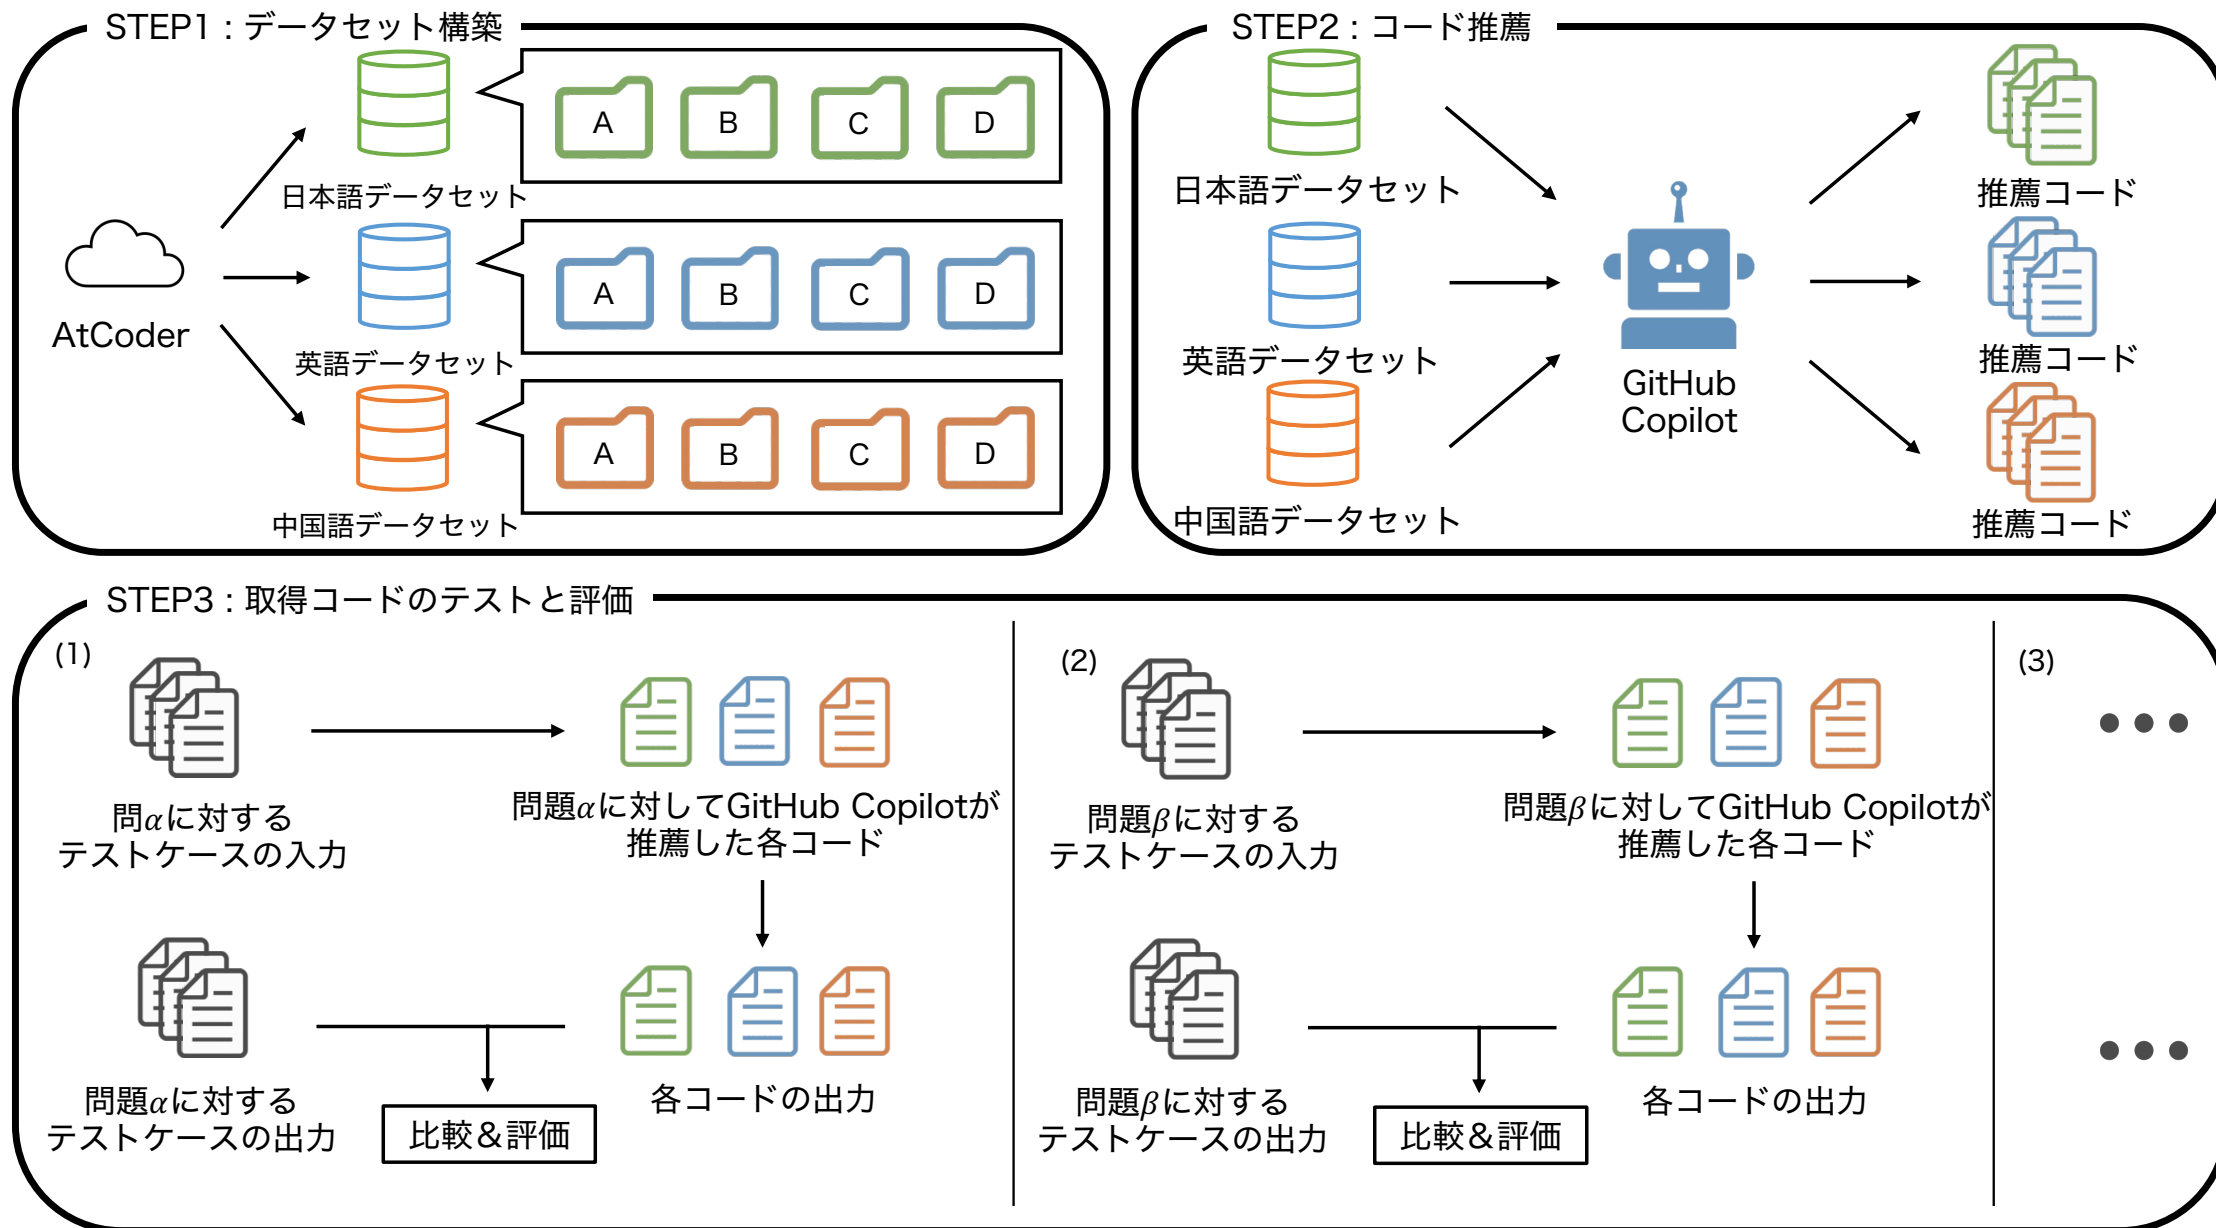 STEP1 : データセット構築
A
B
C
D
日本語データセット
A
B
C
D
AtCoder
英語データセット
A
B
C
D
中国語データセット
STEP2 : コード推薦
日本語データセット
推薦コード
英語データセット
推薦コード
GitHub
Copilot
中国語データセット
推薦コード
STEP3 : 取得コードのテストと評価
(1)
問αに対する
テストケースの入力
問題αに対してGitHub Copilotが
推薦した各コード
問題αに対する
テストケースの出力
比較&評価
各コードの出力
(2)
問題βに対する
テストケースの入力
問題βに対してGitHub Copilotが
推薦した各コード
問題βに対する
テストケースの出力
比較&評価
各コードの出力
(3)